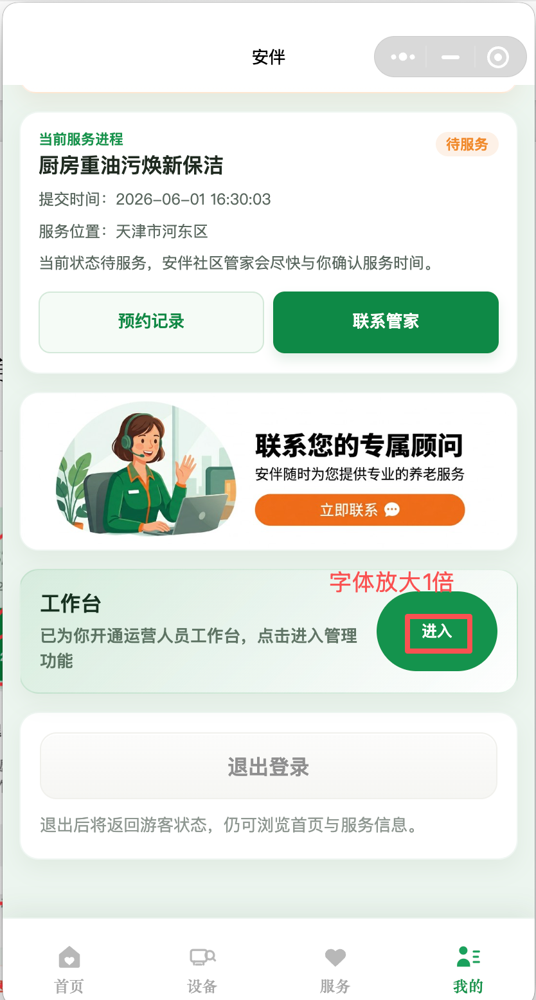 安伴
当前服务进程
待服务
厨房重油污焕新保洁
提交时间：2026-06-01 16:30:03
服务位置：天津市河东区
当前状态待服务，安伴社区管家会尽快与你确认服务时间。
预约记录
联系管家
联系您的专属顾问
安伴随时为您提供专业的养老服务
立即联系
字体放大1倍
工作台
已为你开通运营人员工作台，点击进入管理
功能
进入
退出登录
退出后将返回游客状态，仍可浏览首页与服务信息。
首页
设备
服务
我的